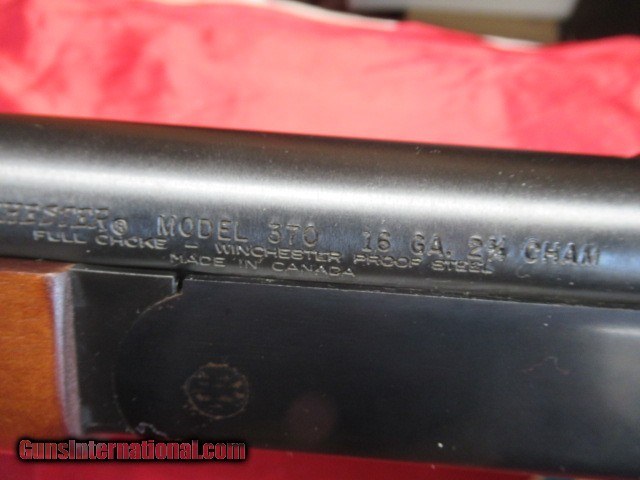 MODEL 370 16 GA. 2¾ CHAM
FULL CHOKE — WINCHESTER PROOF STEEL
MADE IN CANADA
GunsInternational.com